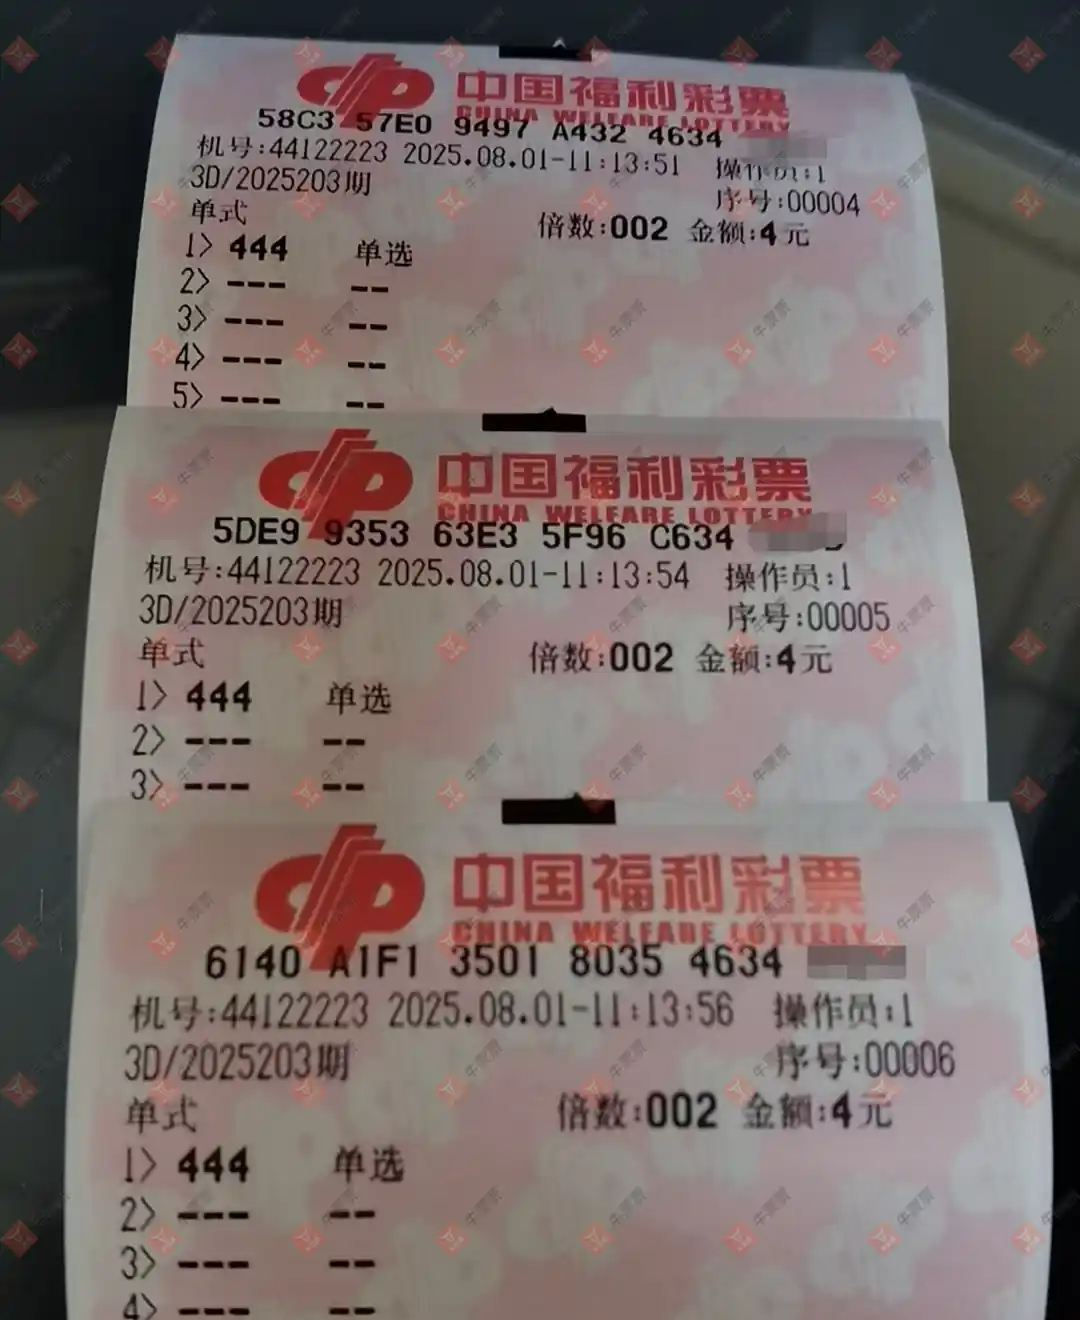 中国福利彩票
CHINA WELFARE LOTTERY
58C3 57E0 9497 A432 4634
机号:44122223 2025.08.01-11:13:51 操作员:1
3D/2025203期 序号:00004
单式 倍数:002 金额:4元
1> 444 单选
2> --- --
3> --- --
4> --- --
5> --- --
中国福利彩票
CHINA WELFARE LOTTERY
5DE9 9353 63E3 5F96 C634
机号:44122223 2025.08.01-11:13:54 操作员:1
3D/2025203期 序号:00005
单式 倍数:002 金额:4元
1> 444 单选
2> --- --
3> --- --
中国福利彩票
CHINA WELFARE LOTTERY
6140 A1F1 3501 8035 4634
机号:44122223 2025.08.01-11:13:56 操作员:1
3D/2025203期 序号:00006
单式 倍数:002 金额:4元
1> 444 单选
2> --- --
3> --- --
4> --- --